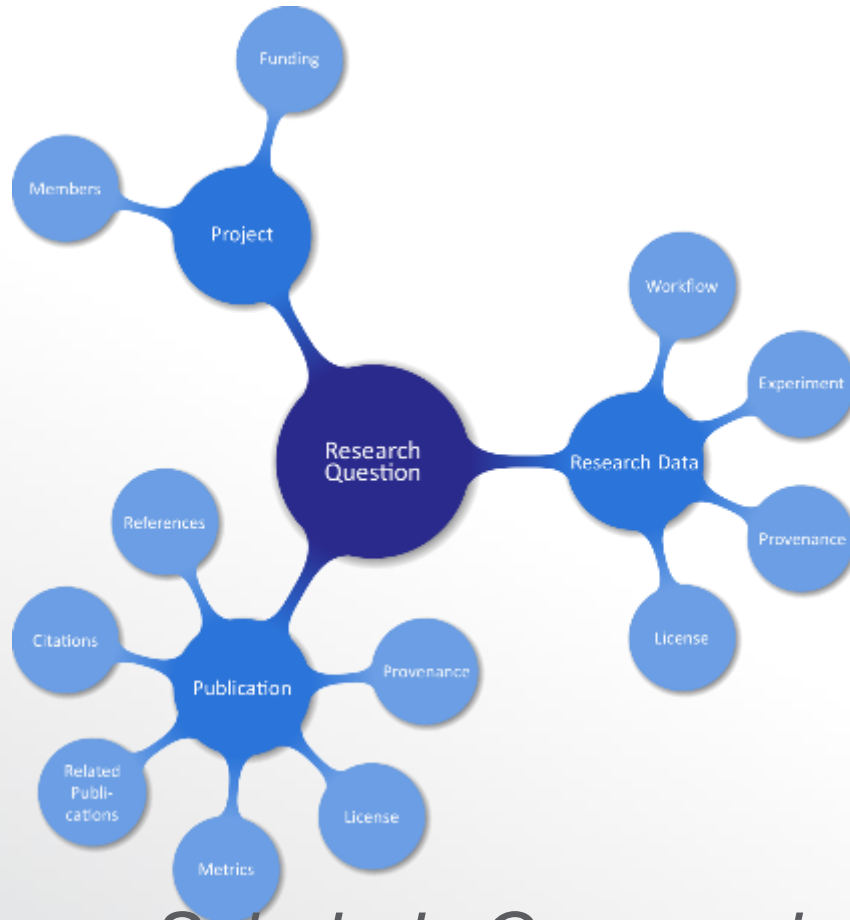 Funding
Members
Project
Workflow
Experiment
Research
Question
Research Data
References
Provenance
Citations
License
Provenance
Publication
Related
Publi-
cations
License
Metrics